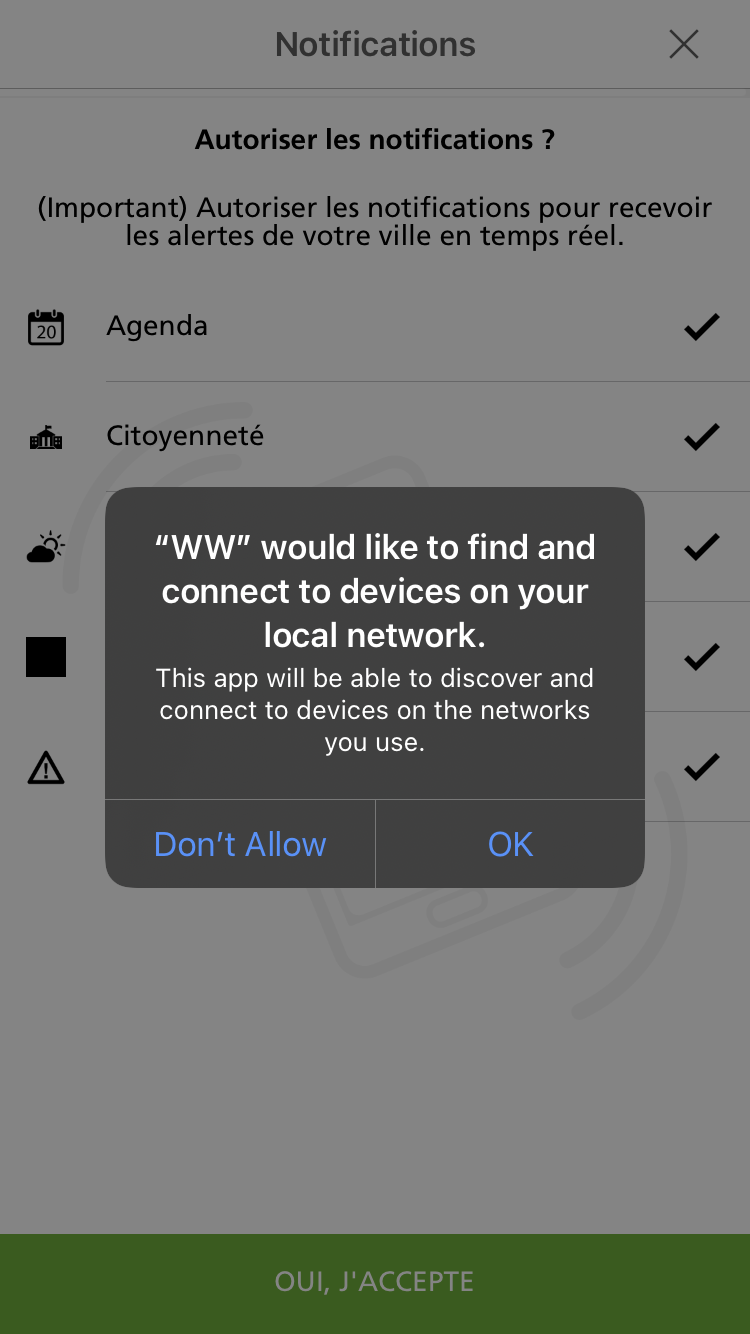 Notifications
Autoriser les notifications ?
(Important) Autoriser les notifications pour recevoir
les alertes de votre ville en temps réel.
20
Agenda
Citoyenneté
“WW” would like to find and
connect to devices on your
local network.
This app will be able to discover and
connect to devices on the networks
you use.
Don’t Allow
OK
OUI, J'ACCEPTE